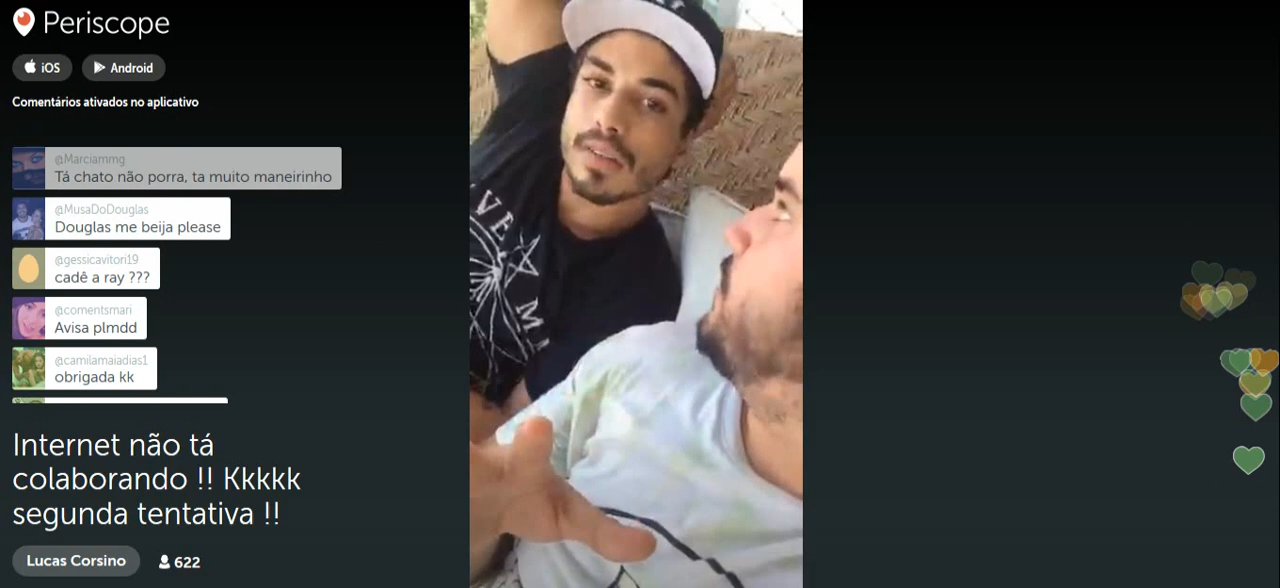 Periscope
iOS
Android
Comentários ativados no aplicativo
@Marciammg
Tá chato não porra, ta muito maneirinho
@MusaDoDouglas
Douglas me beija please
@gessicavitori19
cadê a ray ???
@comentsmari
Avisa plmdd
@camilamaiadias1
obrigada kk
Internet não tá
colaborando !! Kkkkk
segunda tentativa !!
Lucas Corsino
622